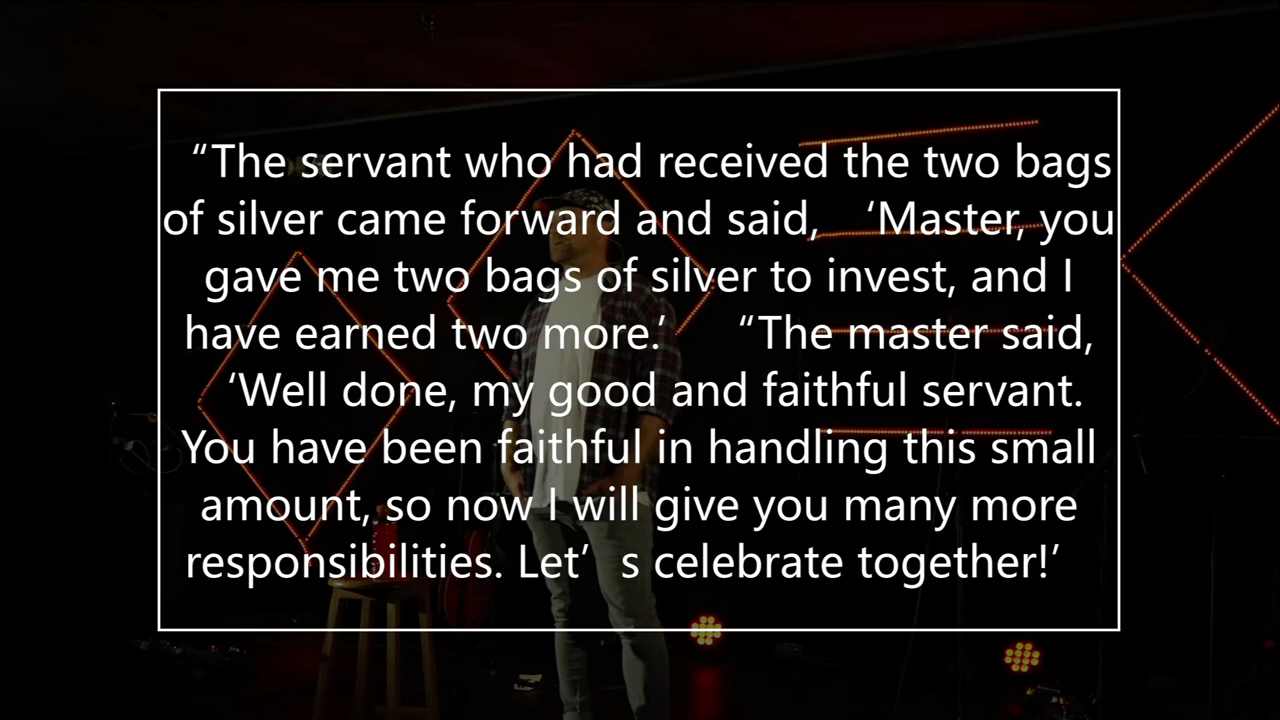 “The servant who had received the two bags
of silver came forward and said, ‘Master, you
gave me two bags of silver to invest, and I
have earned two more.’ “The master said,
‘Well done, my good and faithful servant.
You have been faithful in handling this small
amount, so now I will give you many more
responsibilities. Let’ s celebrate together!’